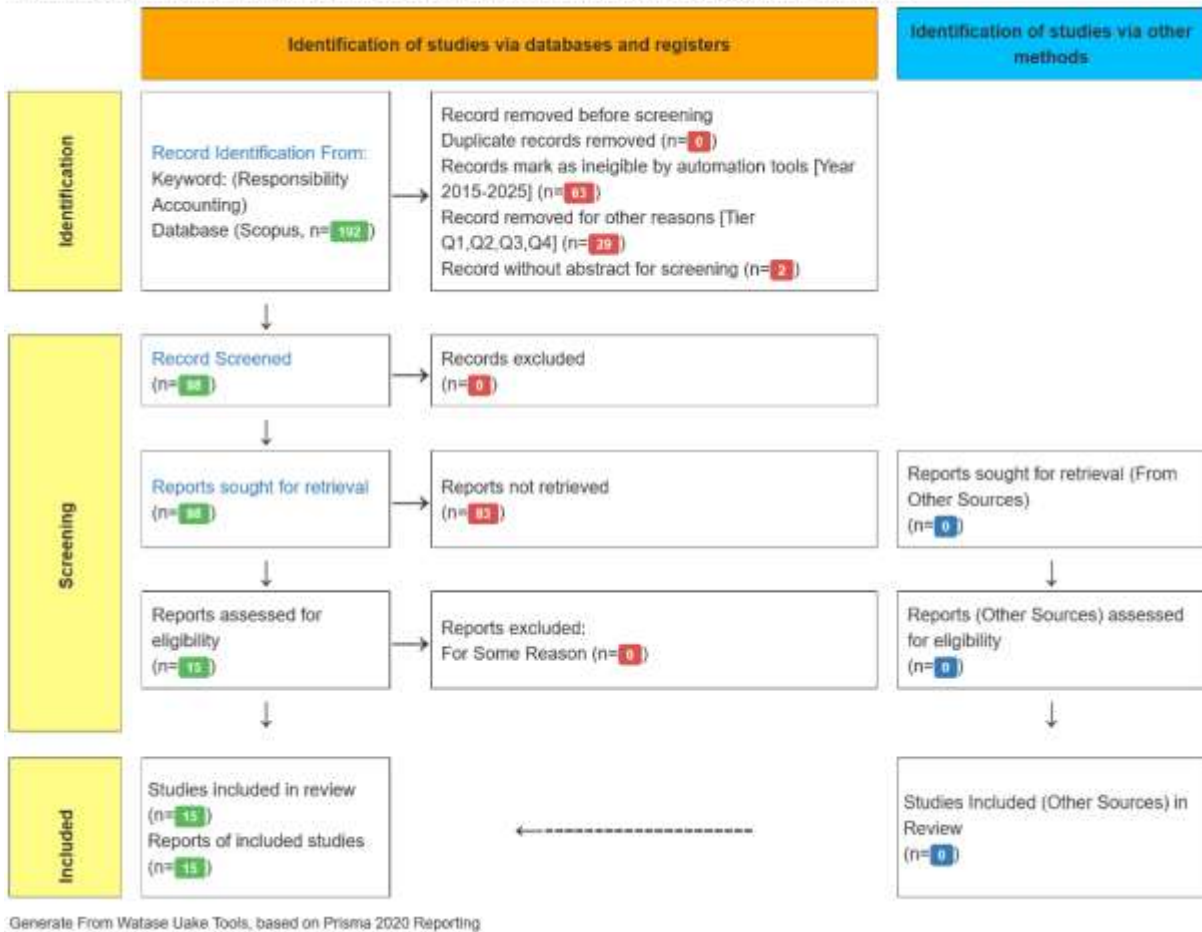 Identification of studies via databases and registers
Identification of studies via other
methods
Identification
Record Identification From:
Keyword: (Responsibility
Accounting)
Database (Scopus, n=192)
Record removed before screening
Duplicate records removed (n=0)
Records mark as ineigible by automation tools [Year
2015-2025] (n=63)
Record removed for other reasons [Tier
Q1,Q2,Q3,Q4] (n=29)
Record without abstract for screening (n=2)
Screening
Record Screened
(n=98)
Records excluded
(n=0)
Reports sought for retrieval
(n=98)
Reports not retrieved
(n=83)
Reports sought for retrieval (From
Other Sources)
(n=0)
Reports assessed for
eligibility
(n=15)
Reports excluded:
For Some Reason (n=0)
Reports (Other Sources) assessed
for eligibility
(n=0)
Included
Studies included in review
(n=15)
Reports of included studies
(n=15)
Studies Included (Other Sources) in
Review
(n=0)
Generate From Watase Uake Tools, based on Prisma 2020 Reporting